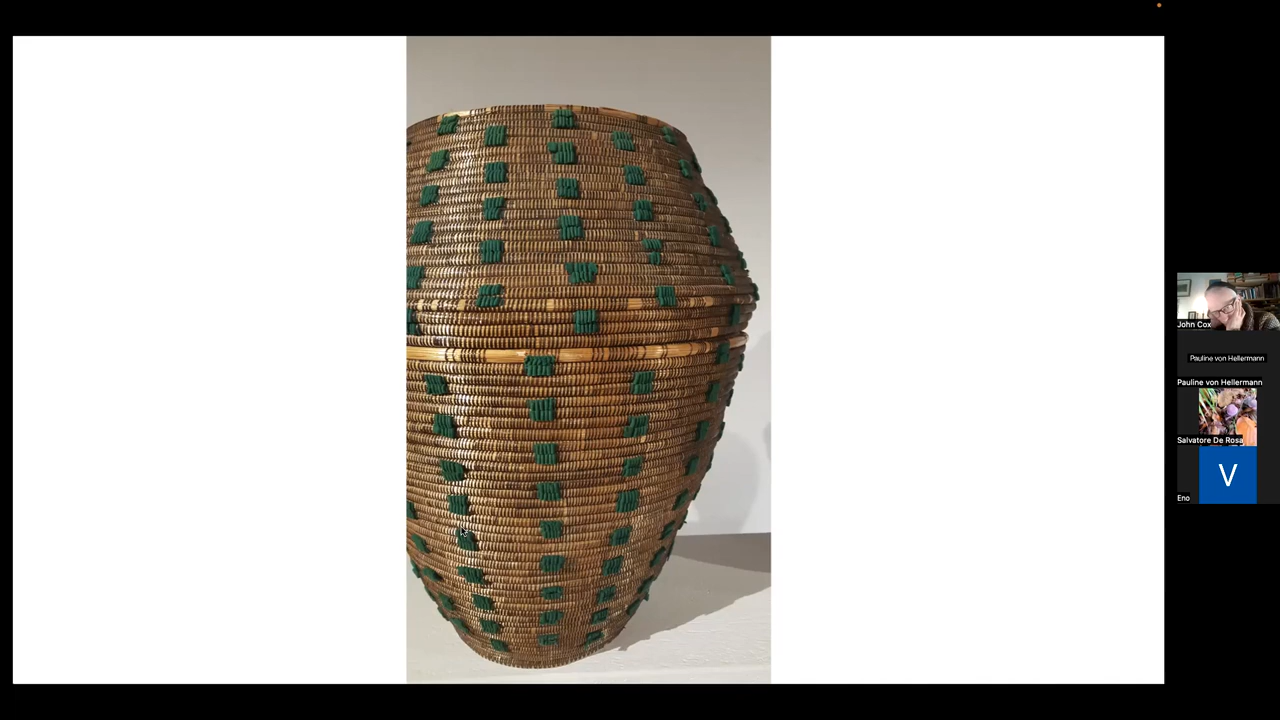 John Cox
Pauline von Hellermann
Pauline von Hellermann
Salvatore De Rosa
V
Eno